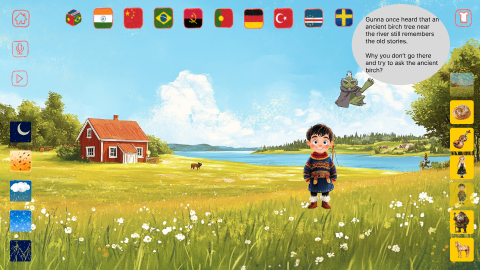 Gunna once heard that an
ancient birch tree near
the river still remembers
the old stories.
Why you don't go there
and try to ask the ancient
birch?